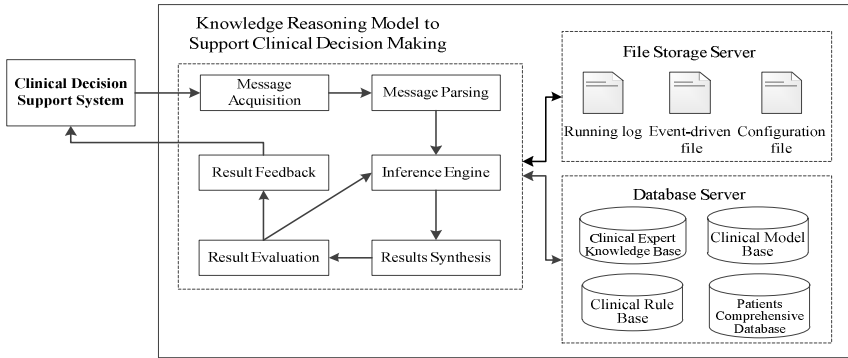 Knowledge Reasoning Model to
Support Clinical Decision Making
Clinical Decision
Support System
Message
Acquisition
Message Parsing
Result Feedback
Inference Engine
Result Evaluation
Results Synthesis
File Storage Server
Running log
Event-driven
file
Configuration
file
Database Server
Clinical Expert
Knowledge Base
Clinical Model
Base
Clinical Rule
Base
Patients
Comprehensive
Database